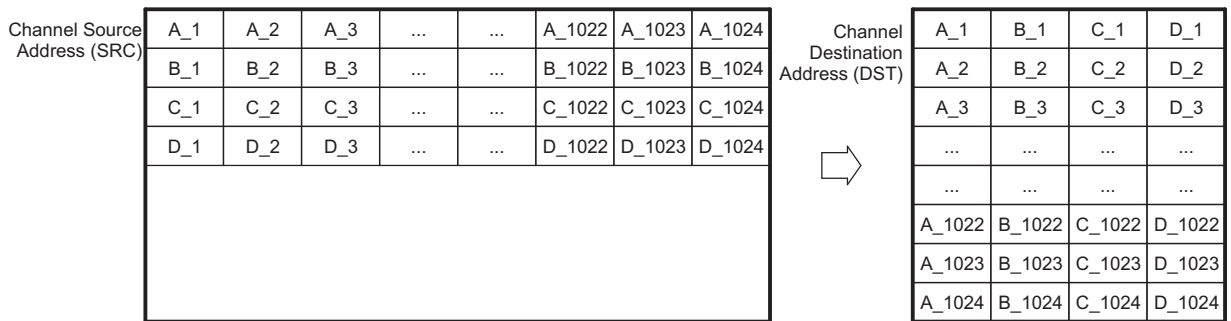 Channel Source
Address (SRC)
A_1 A_2 A_3 ... ... A_1022 A_1023 A_1024
B_1 B_2 B_3 ... ... B_1022 B_1023 B_1024
C_1 C_2 C_3 ... ... C_1022 C_1023 C_1024
D_1 D_2 D_3 ... ... D_1022 D_1023 D_1024
Channel
Destination
Address (DST)
A_1 B_1 C_1 D_1
A_2 B_2 C_2 D_2
A_3 B_3 C_3 D_3
... ... ... ...
... ... ... ...
A_1022 B_1022 C_1022 D_1022
A_1023 B_1023 C_1023 D_1023
A_1024 B_1024 C_1024 D_1024